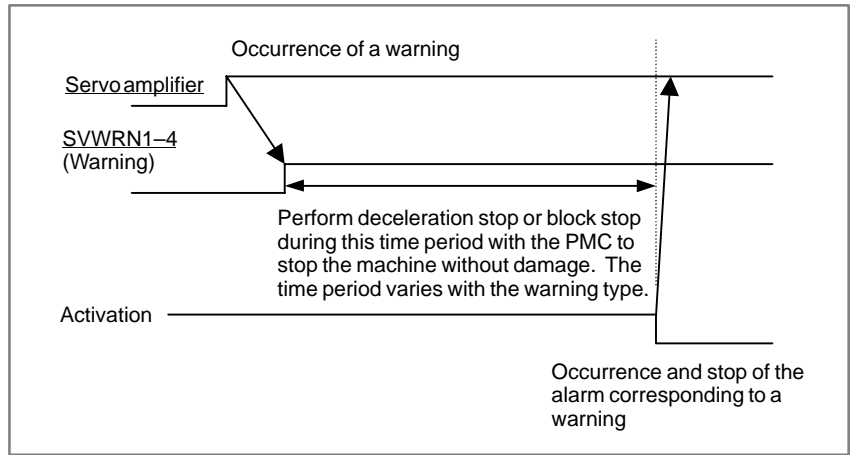 Occurrence of a warning
Servo amplifier
SVWRN1–4
(Warning)
Perform deceleration stop or block stop
during this time period with the PMC to
stop the machine without damage. The
time period varies with the warning type.
Activation
Occurrence and stop of the
alarm corresponding to a
warning